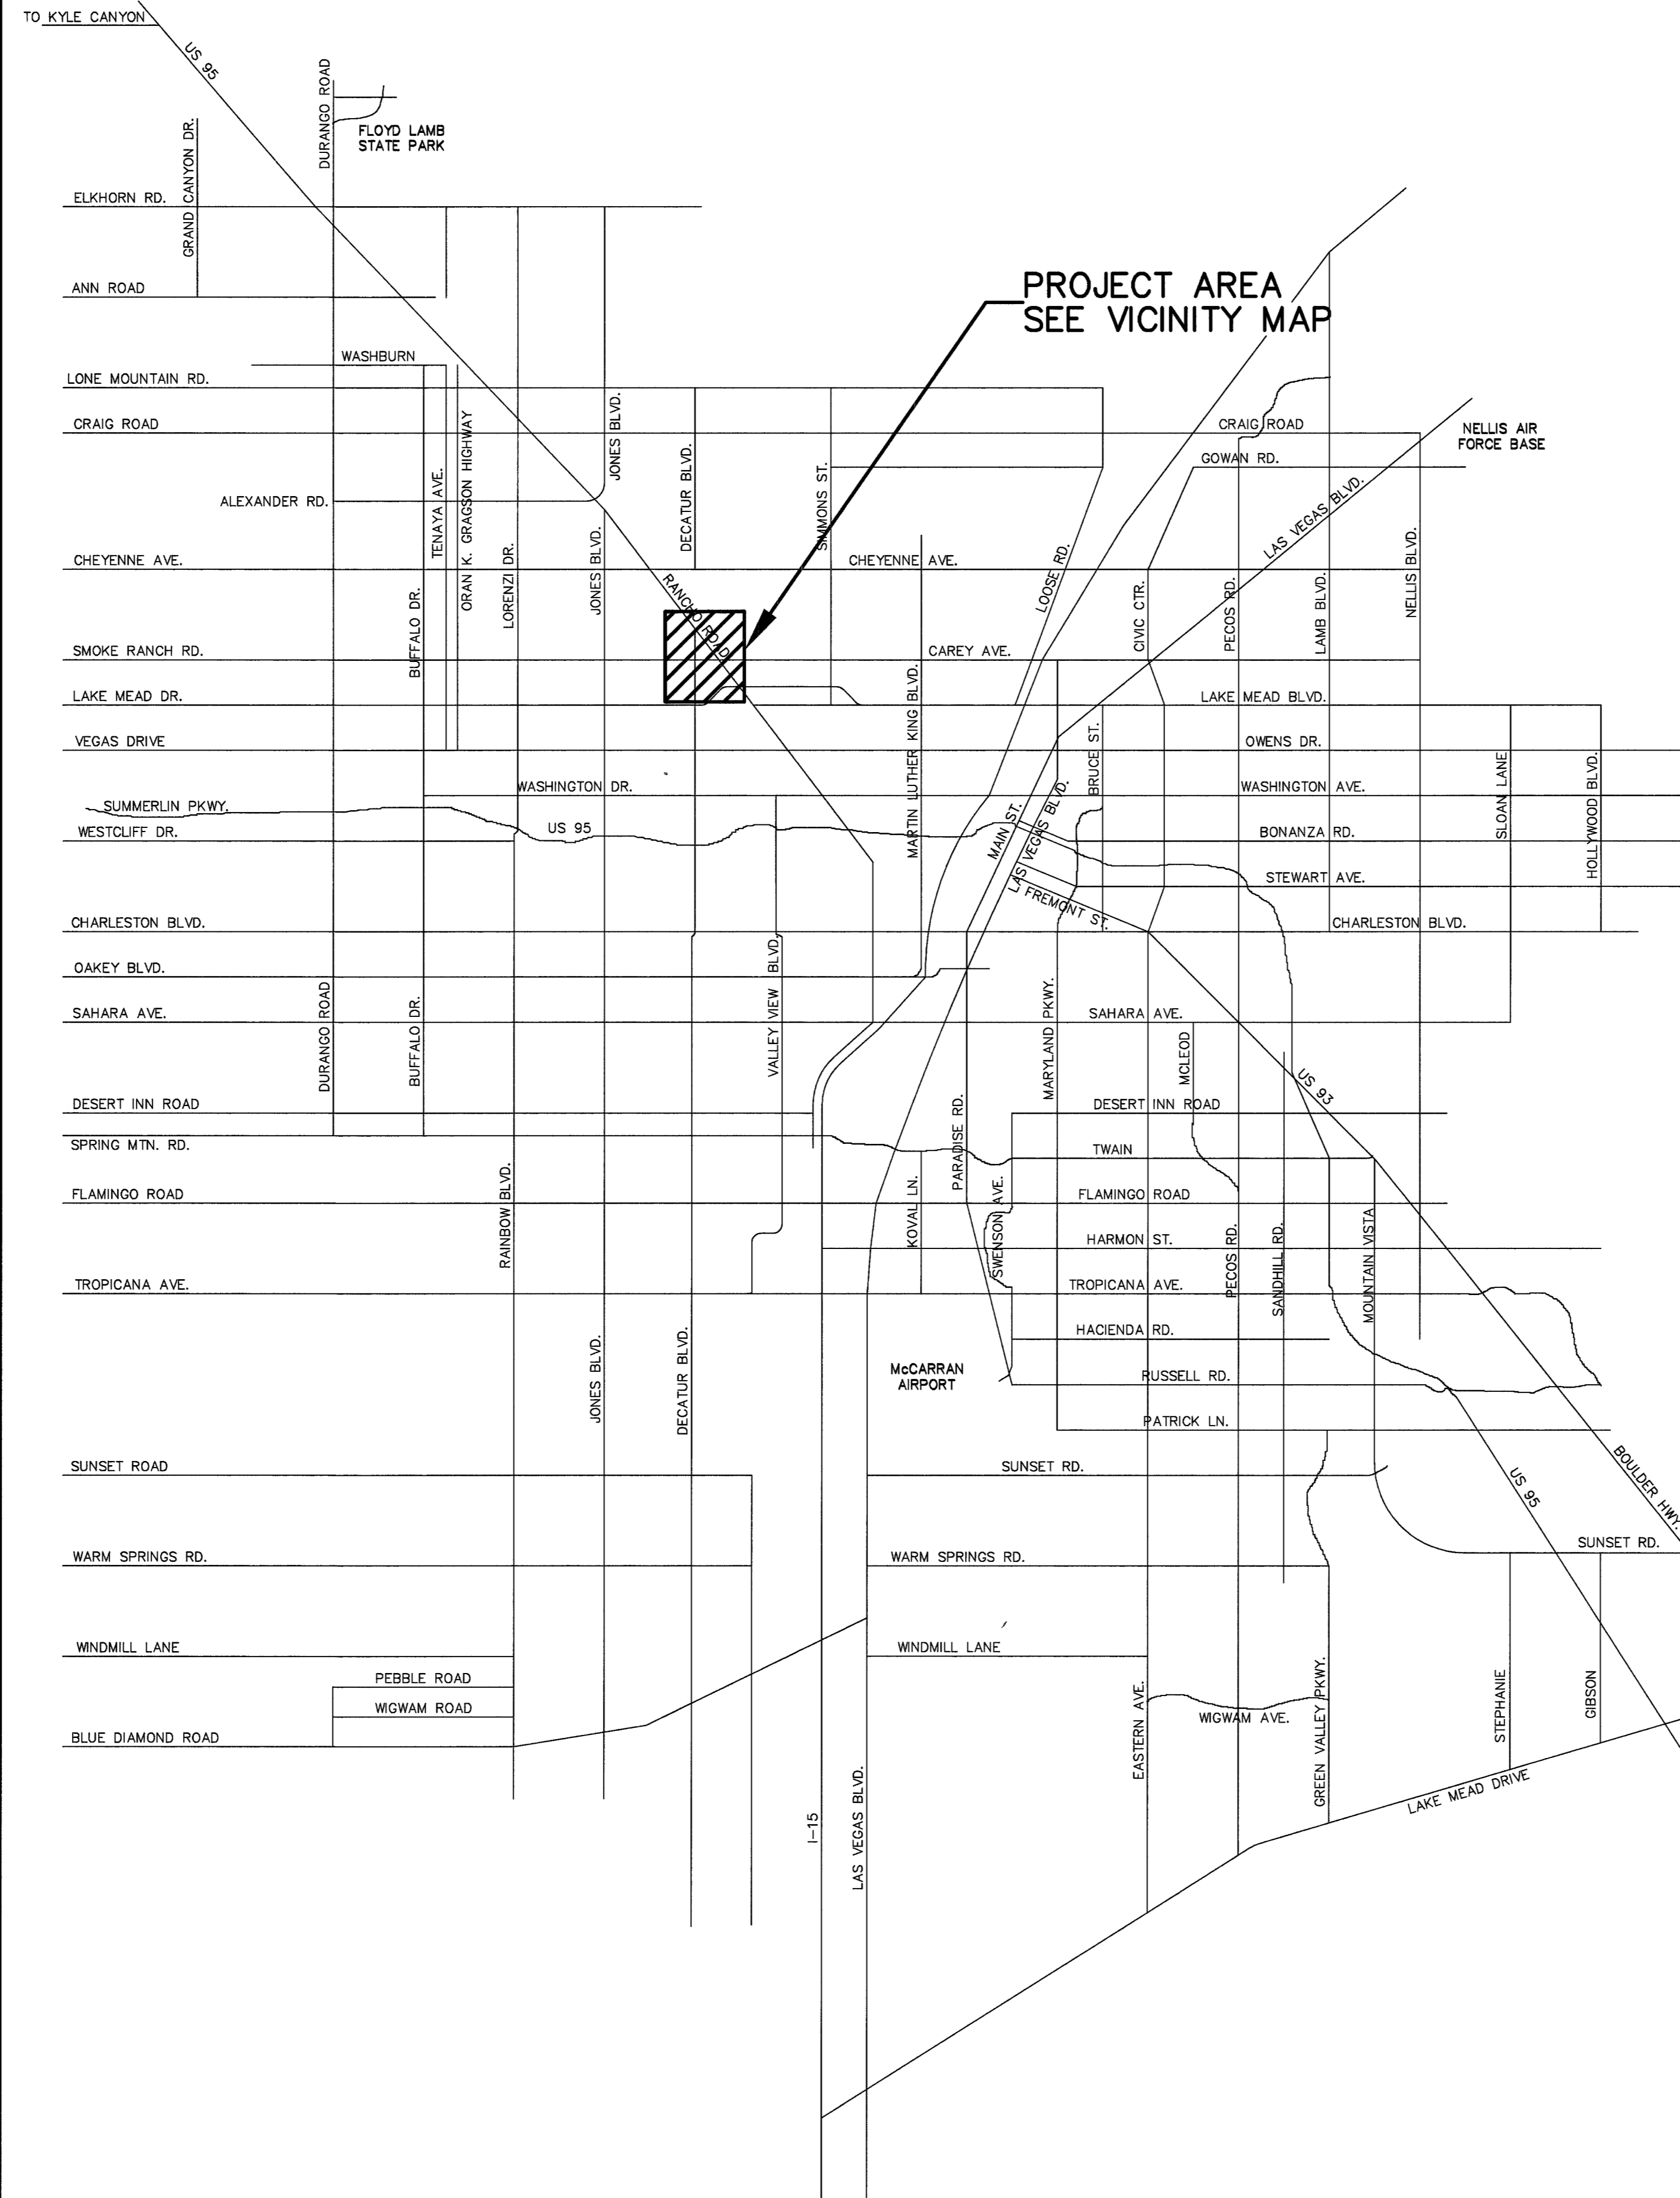 TO KYLE CANYON
US 95
DURANGO ROAD
GRAND CANYON DR.
FLOYD LAMB
STATE PARK
ELKHORN RD.
ANN ROAD
PROJECT AREA
SEE VICINITY MAP
WASHBURN
LONE MOUNTAIN RD.
CRAIG ROAD
CRAIG ROAD
NELLIS AIR
FORCE BASE
GOWAN RD.
JONES BLVD.
DECATUR BLVD.
SIMMONS ST.
TENAYA AVE.
ORAN K. GRAGSON HIGHWAY
ALEXANDER RD.
LAS VEGAS BLVD.
CHEYENNE AVE.
CHEYENNE AVE.
BUFFALO DR.
LORENZI DR.
JONES BLVD.
RANCHO ROAD
LOOSE RD.
CIVIC CTR.
PECOS RD.
LAMB BLVD.
NELLIS BLVD.
SMOKE RANCH RD.
CAREY AVE.
LAKE MEAD DR.
LAKE MEAD BLVD.
VEGAS DRIVE
OWENS DR.
MARTIN LUTHER KING BLVD.
BRUCE ST.
WASHINGTON DR.
WASHINGTON AVE.
SLOAN LANE
HOLLYWOOD BLVD.
SUMMERLIN PKWY.
US 95
WESTCLIFF DR.
MAIN ST.
LAS VEGAS BLVD.
BONANZA RD.
STEWART AVE.
FREMONT ST.
CHARLESTON BLVD.
CHARLESTON BLVD.
OAKEY BLVD.
SAHARA AVE.
SAHARA AVE.
DURANGO ROAD
BUFFALO DR.
VALLEY VIEW BLVD.
MARYLAND PKWY.
MCLEOD
US 93
DESERT INN ROAD
DESERT INN ROAD
SPRING MTN. RD.
TWAIN
PARADISE RD.
RAINBOW BLVD.
FLAMINGO ROAD
FLAMINGO ROAD
KOVAL LN.
SWENSON AVE.
HARMON ST.
PECOS RD.
SANDHILL RD.
MOUNTAIN VISTA
TROPICANA AVE.
TROPICANA AVE.
HACIENDA RD.
JONES BLVD.
DECATUR BLVD.
McCARRAN
AIRPORT
RUSSELL RD.
PATRICK LN.
SUNSET ROAD
SUNSET RD.
US 95
BOULDER HWY.
SUNSET RD.
WARM SPRINGS RD.
WARM SPRINGS RD.
WINDMILL LANE
WINDMILL LANE
PEBBLE ROAD
WIGWAM ROAD
BLUE DIAMOND ROAD
EASTERN AVE.
WIGWAM AVE.
GREEN VALLEY PKWY.
STEPHANIE
GIBSON
LAKE MEAD DRIVE
I-15
LAS VEGAS BLVD.